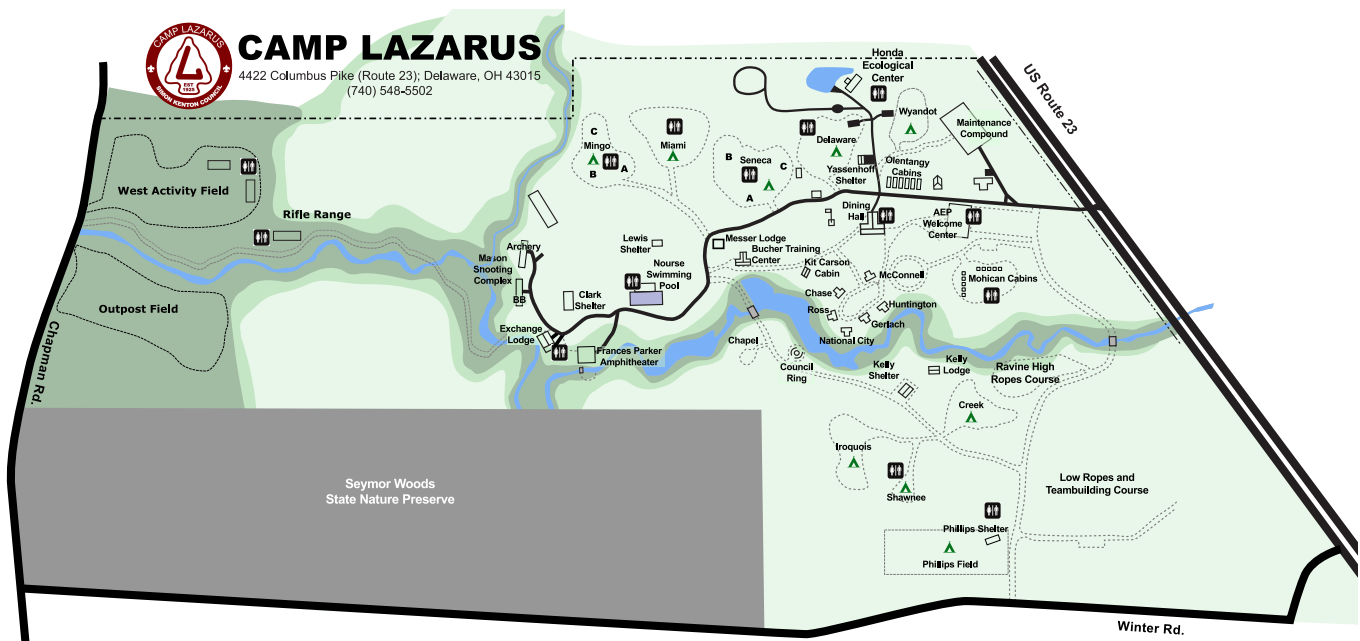 CAMP LAZARUS
L
EST
1925
SIMON KENTON COUNCIL
CAMP LAZARUS
4422 Columbus Pike (Route 23); Delaware, OH 43015
(740) 548-5502
Honda
Ecological
Center
US Route 23
Wyandot
Maintenance
Compound
C
Mingo
A
B
Miami
B
Seneca
C
A
Delaware
Yassenhoff
Shelter
Olentangy
Cabins
West Activity Field
Rifle Range
Dining
Hall
AEP
Welcome
Center
Archery
Mason
Shooting
Complex
BB
Lewis
Shelter
Nourse
Swimming
Pool
Messer Lodge
Bucher Training
Center
Kit Carson
Cabin
McConnell
Mohican Cabins
Outpost Field
Clark
Shelter
Chase
Ross
Huntington
Gerlach
National City
Exchange
Lodge
Frances Parker
Amphitheater
Chapel
Council
Ring
Kelly
Shelter
Kelly
Lodge
Ravine High
Ropes Course
Chapman Rd.
Creek
Iroquois
Shawnee
Seymor Woods
State Nature Preserve
Low Ropes and
Teambuilding Course
Phillips Shelter
Phillips Field
Winter Rd.